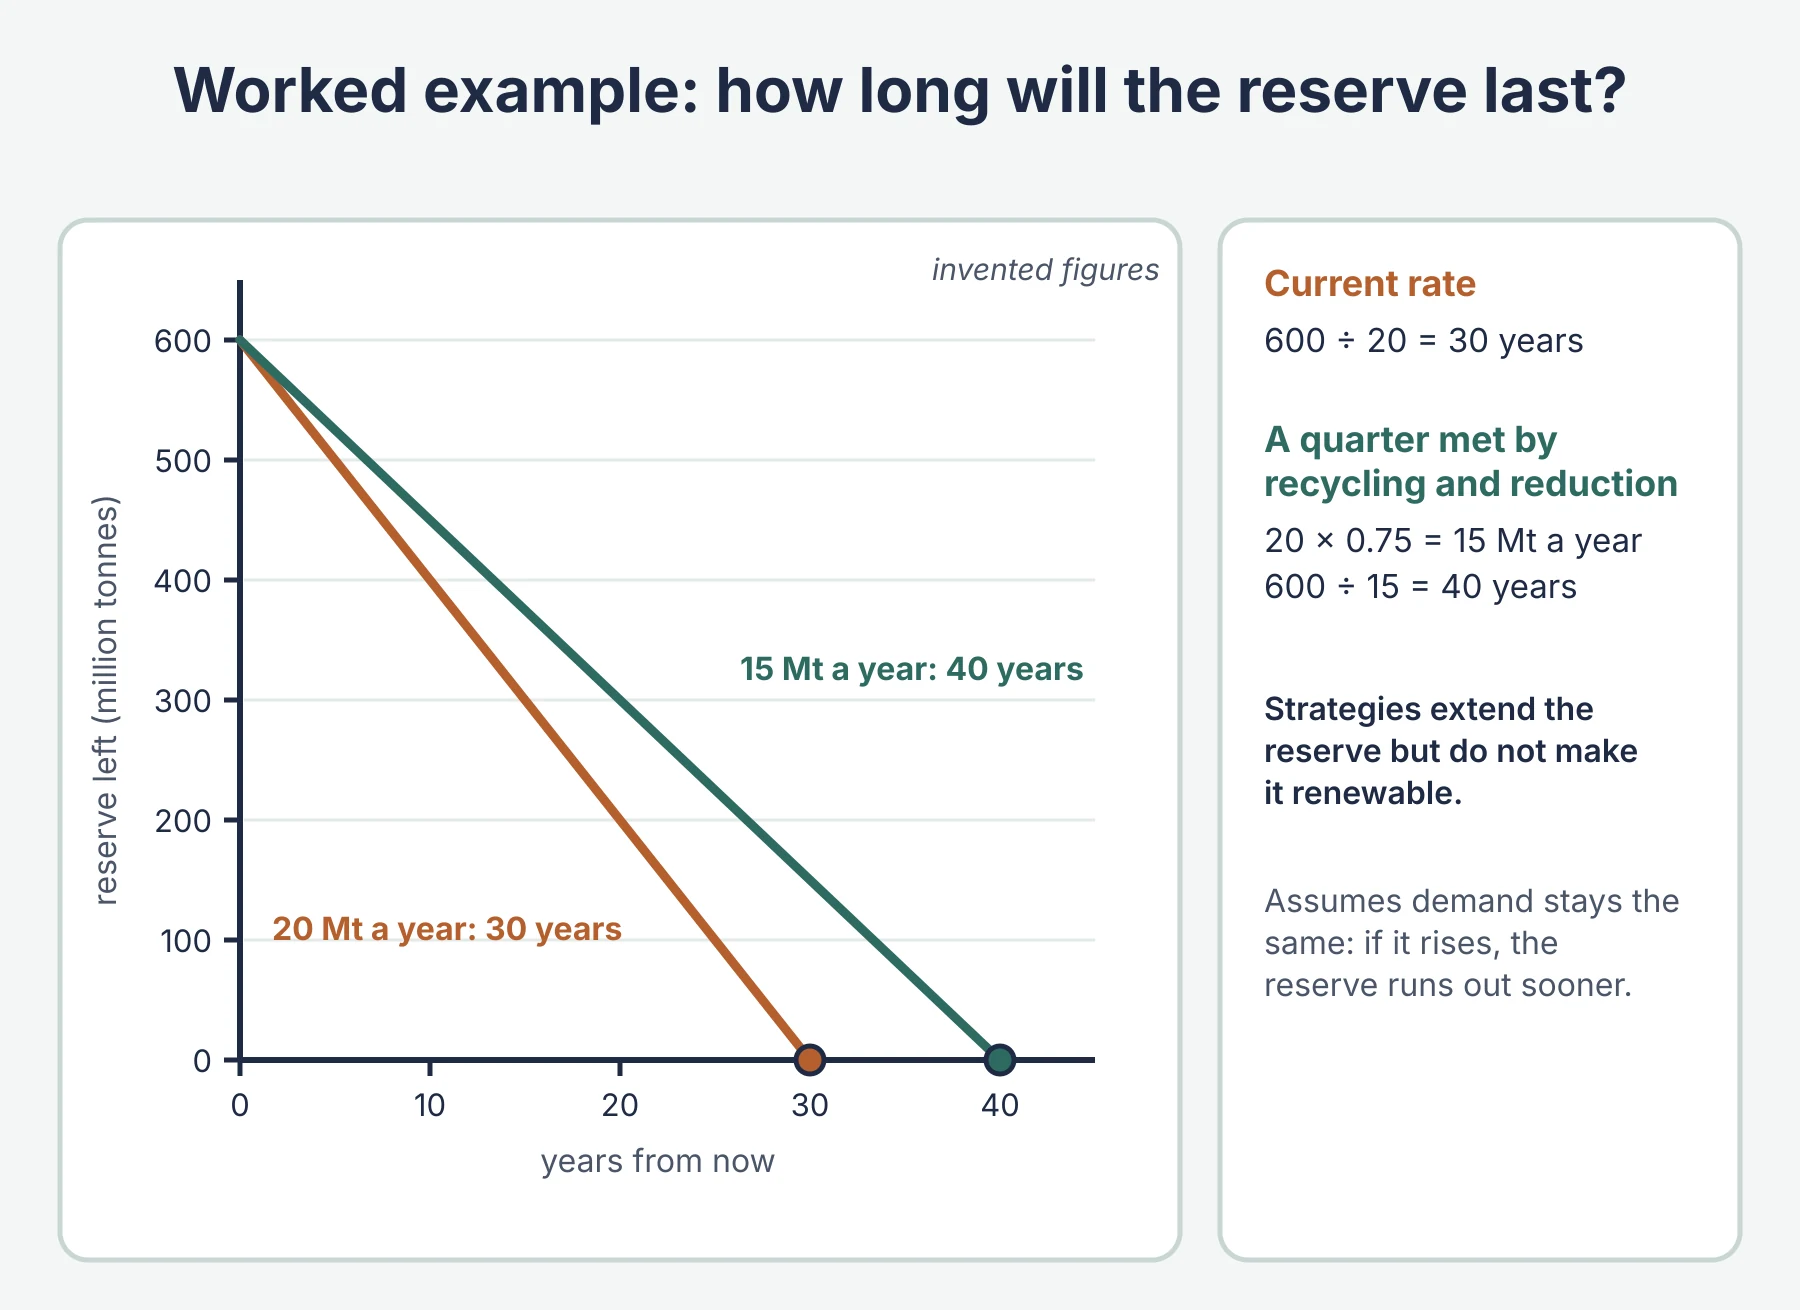 Worked example: how long will the reserve last?
invented figures
reserve left (million tonnes)
600
500
400
300
200
100
0
15 Mt a year: 40 years
20 Mt a year: 30 years
0
10
20
30
40
years from now
Current rate
600 ÷ 20 = 30 years
A quarter met by
recycling and reduction
20 × 0.75 = 15 Mt a year
600 ÷ 15 = 40 years
Strategies extend the
reserve but do not make
it renewable.
Assumes demand stays the
same: if it rises, the
reserve runs out sooner.